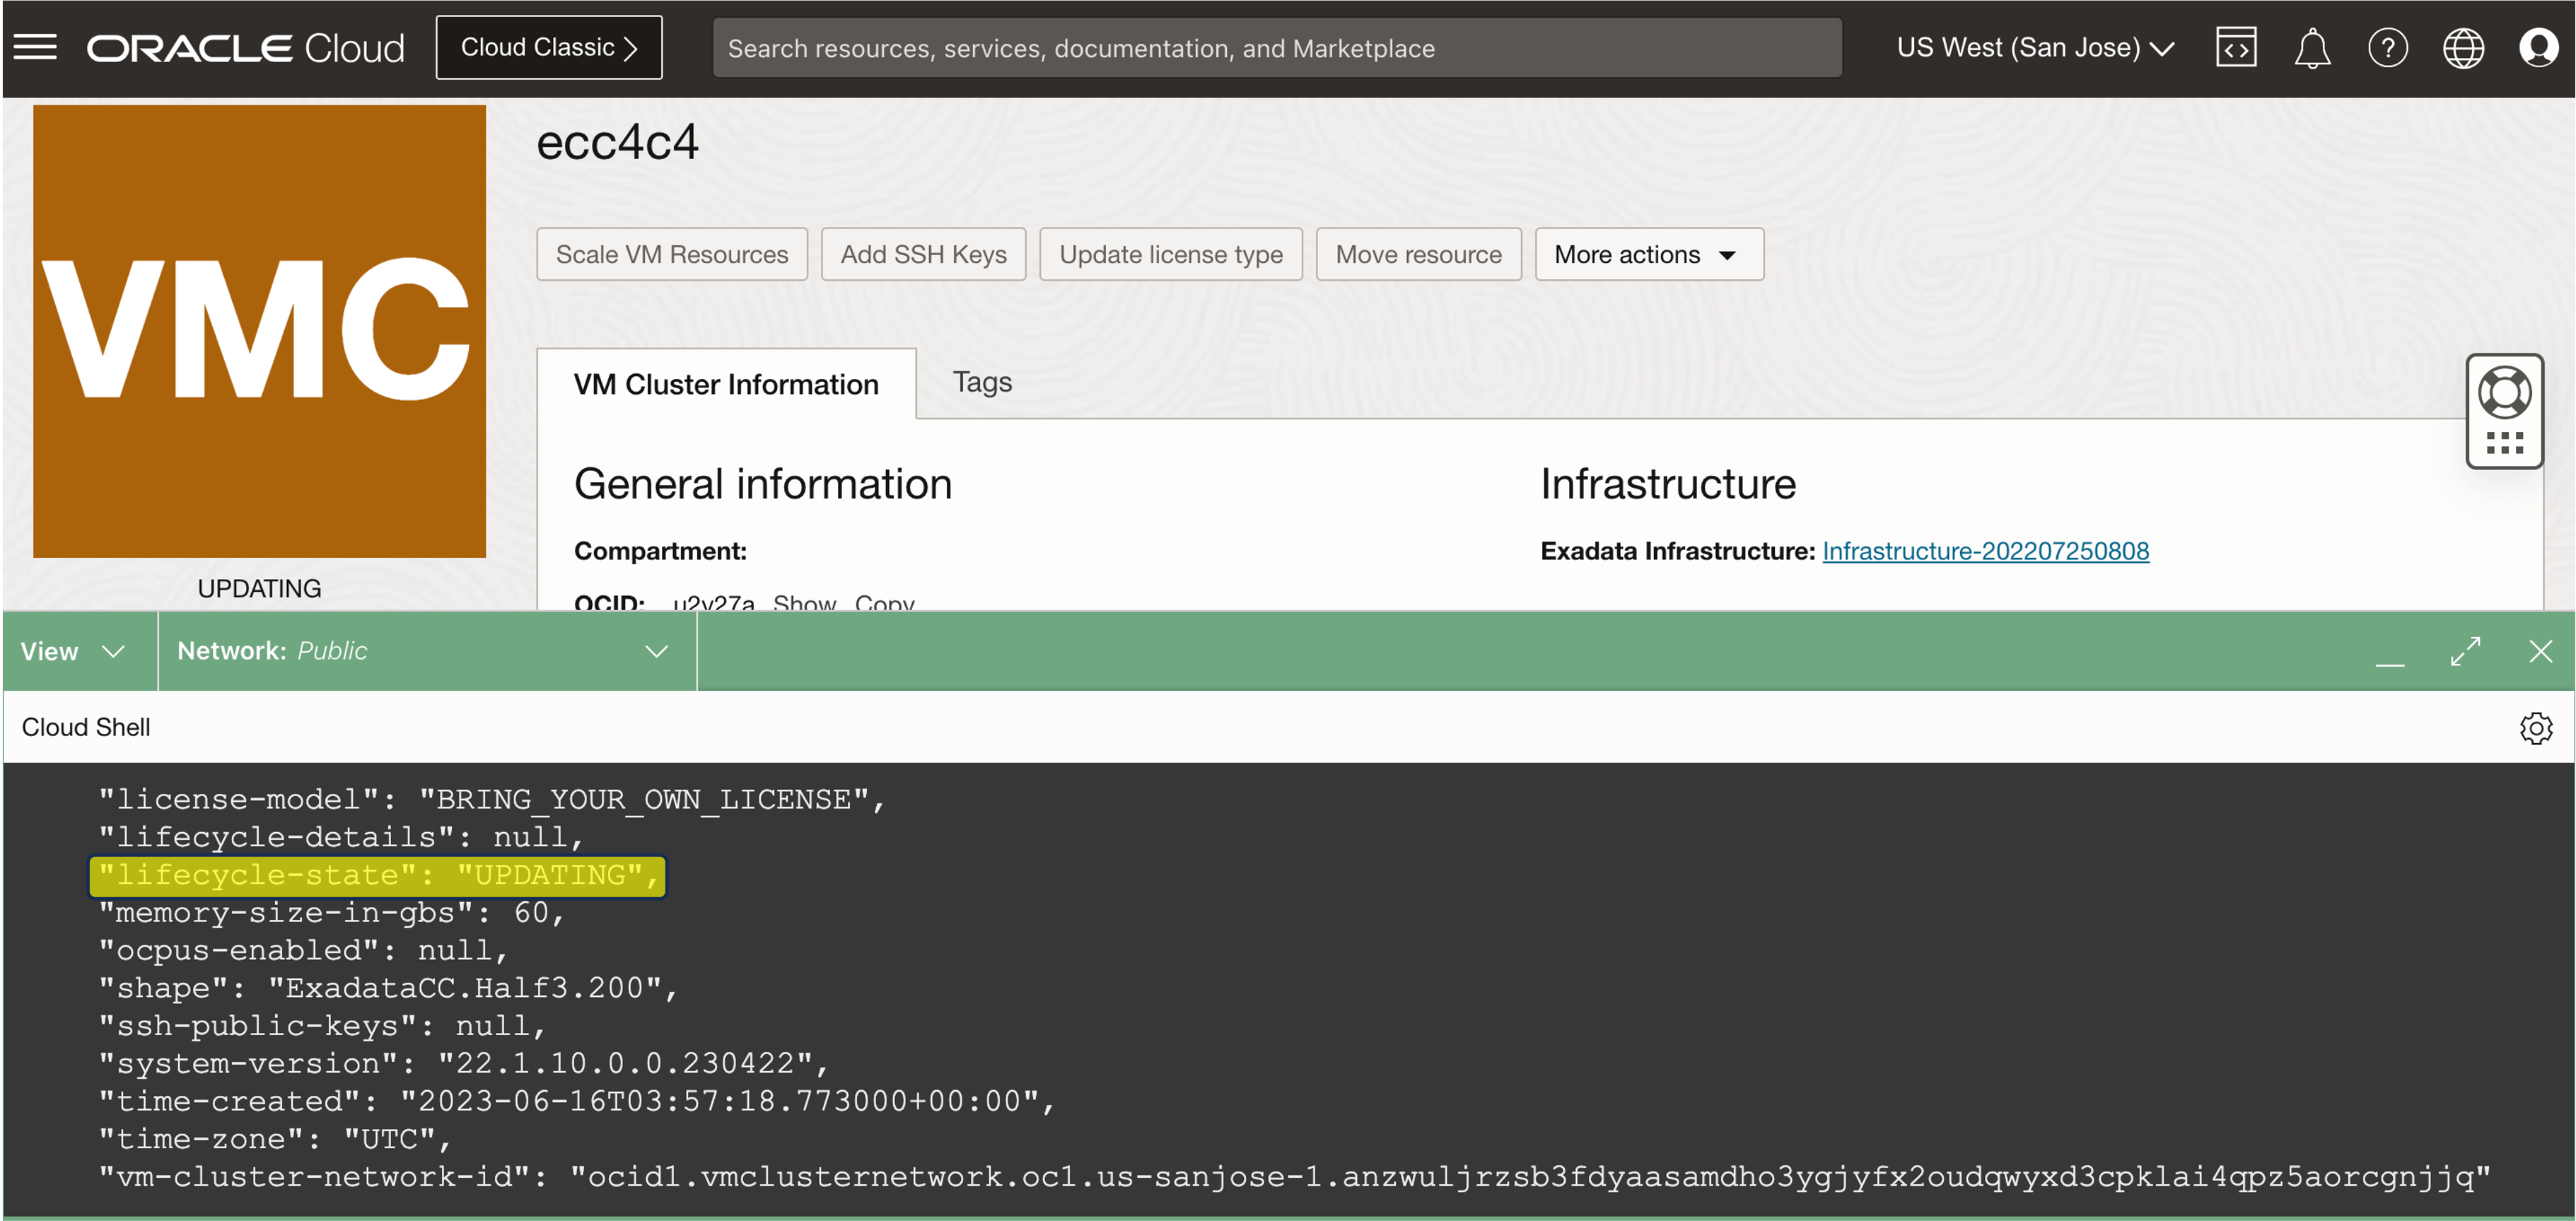 ORACLE Cloud
Cloud Classic
Search resources, services, documentation, and Marketplace
US West (San Jose)
VMC
UPDATING
ecc4c4
Scale VM Resources
Add SSH Keys
Update license type
Move resource
More actions
VM Cluster Information
Tags
General information
Compartment:
OCID: u2v27a Show Copy
Infrastructure
Exadata Infrastructure: Infrastructure-202207250808
View
Network: Public
Cloud Shell
"license-model": "BRING_YOUR_OWN_LICENSE",
"lifecycle-details": null,
"lifecycle-state": "UPDATING",
"memory-size-in-gbs": 60,
"ocpus-enabled": null,
"shape": "ExadataCC.Half3.200",
"ssh-public-keys": null,
"system-version": "22.1.10.0.0.230422",
"time-created": "2023-06-16T03:57:18.773000+00:00",
"time-zone": "UTC",
"vm-cluster-network-id": "ocid1.vmclusternetwork.oc1.us-sanjose-1.anzwuljrzsb3fdyaasamdho3ygjyfx2oudqwyxd3cpklai4qpz5aorcgnjjq"